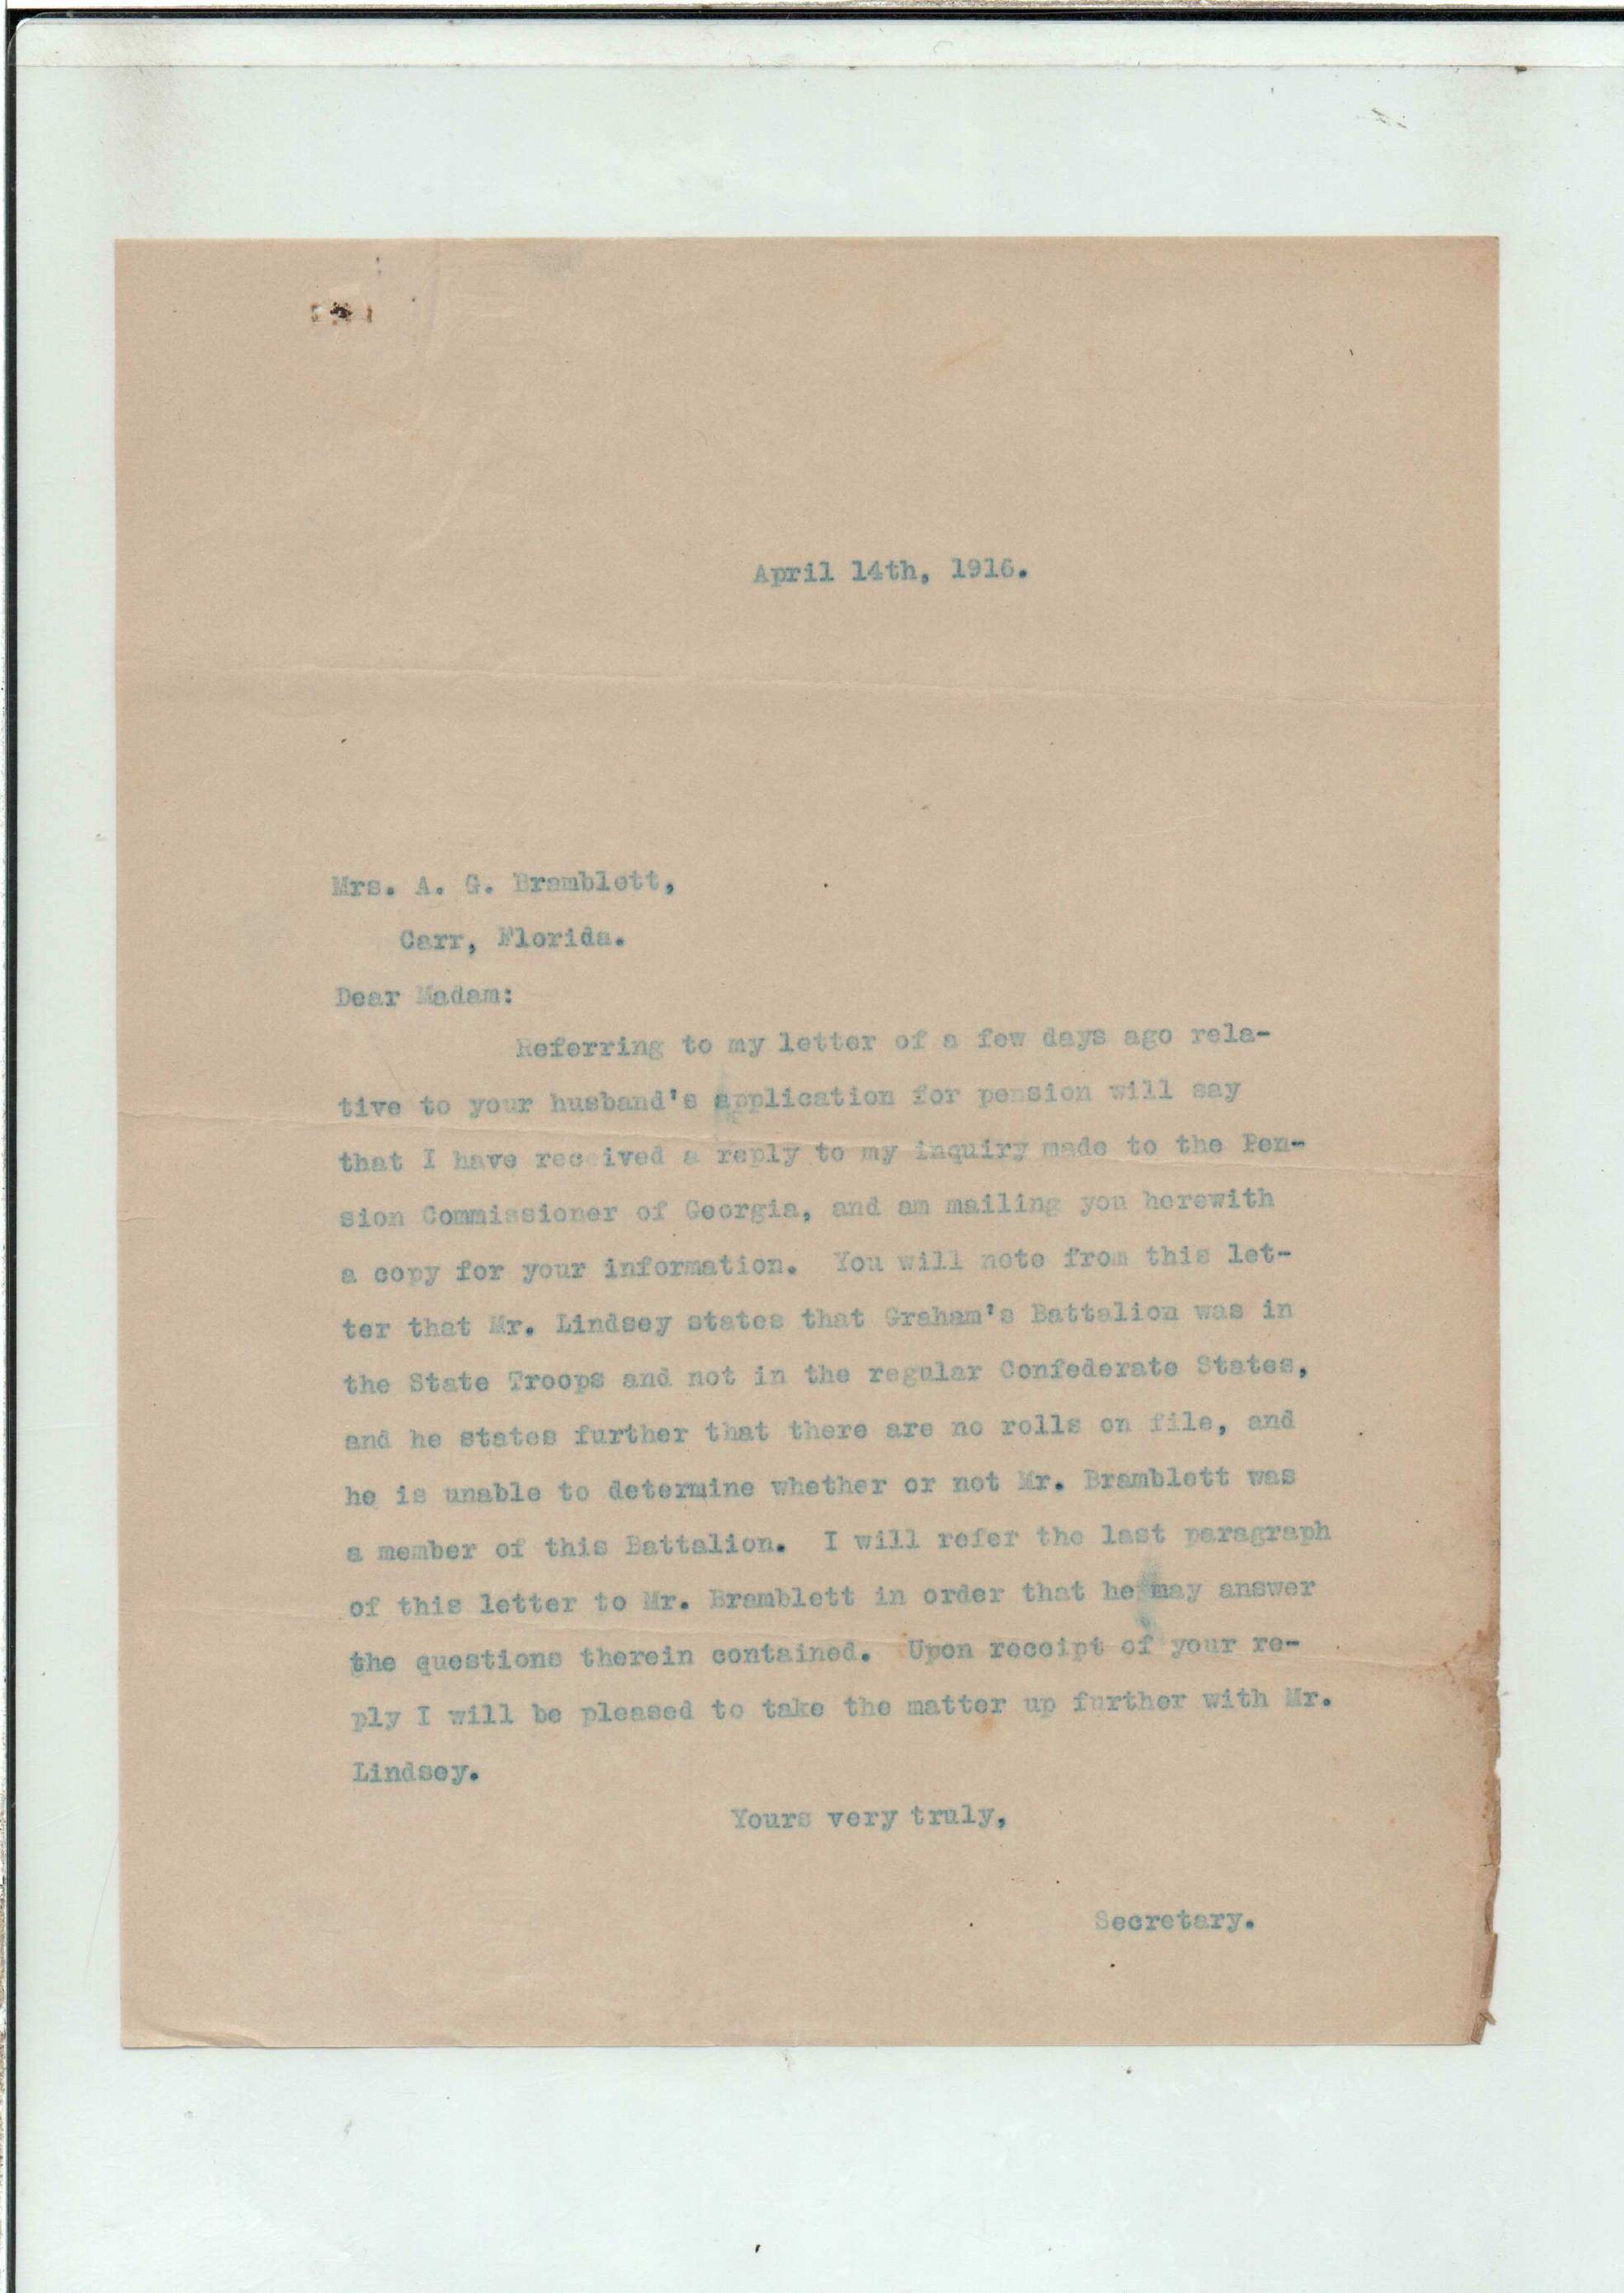 April 14th, 1916.
Mrs. A. G. Bramblett,
Carr, Florida.
Dear Madam:
Referring to my letter of a few days ago rela-
tive to your husband's application for pension will say
that I have received a reply to my inquiry made to the Pen-
sion Commissioner of Georgia, and am mailing you herewith
a copy for your information. You will note from this let-
ter that Mr. Lindsey states that Graham's Battalion was in
the State Troops and not in the regular Confederate States,
and he states further that there are no rolls on file, and
he is unable to determine whether or not Mr. Bramblett was
a member of this Battalion. I will refer the last paragraph
of this letter to Mr. Bramblett in order that he may answer
the questions therein contained. Upon receipt of your re-
ply I will be pleased to take the matter up further with Mr.
Lindsey.
Yours very truly,
Secretary.